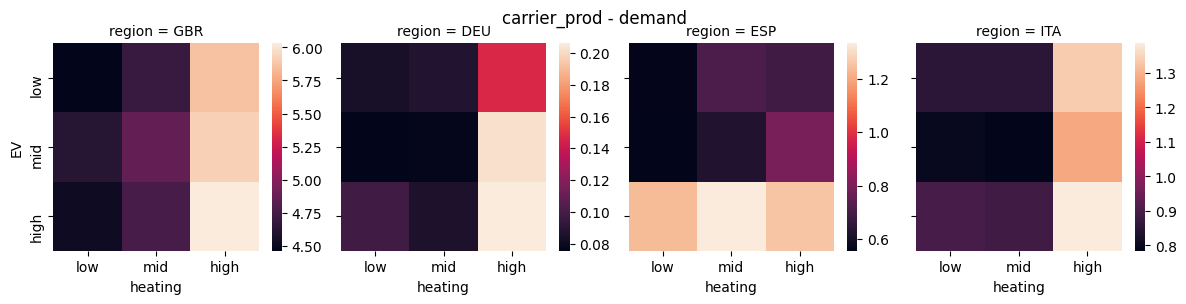 carrier_prod - demand
region = GBR
region = DEU
region = ESP
region = ITA
EV
low
mid
high
low mid high
heating
6.00
5.75
5.50
5.25
5.00
4.75
4.50
low mid high
heating
0.20
0.18
0.16
0.14
0.12
0.10
0.08
low mid high
heating
1.2
1.0
0.8
0.6
low mid high
heating
1.3
1.2
1.1
1.0
0.9
0.8